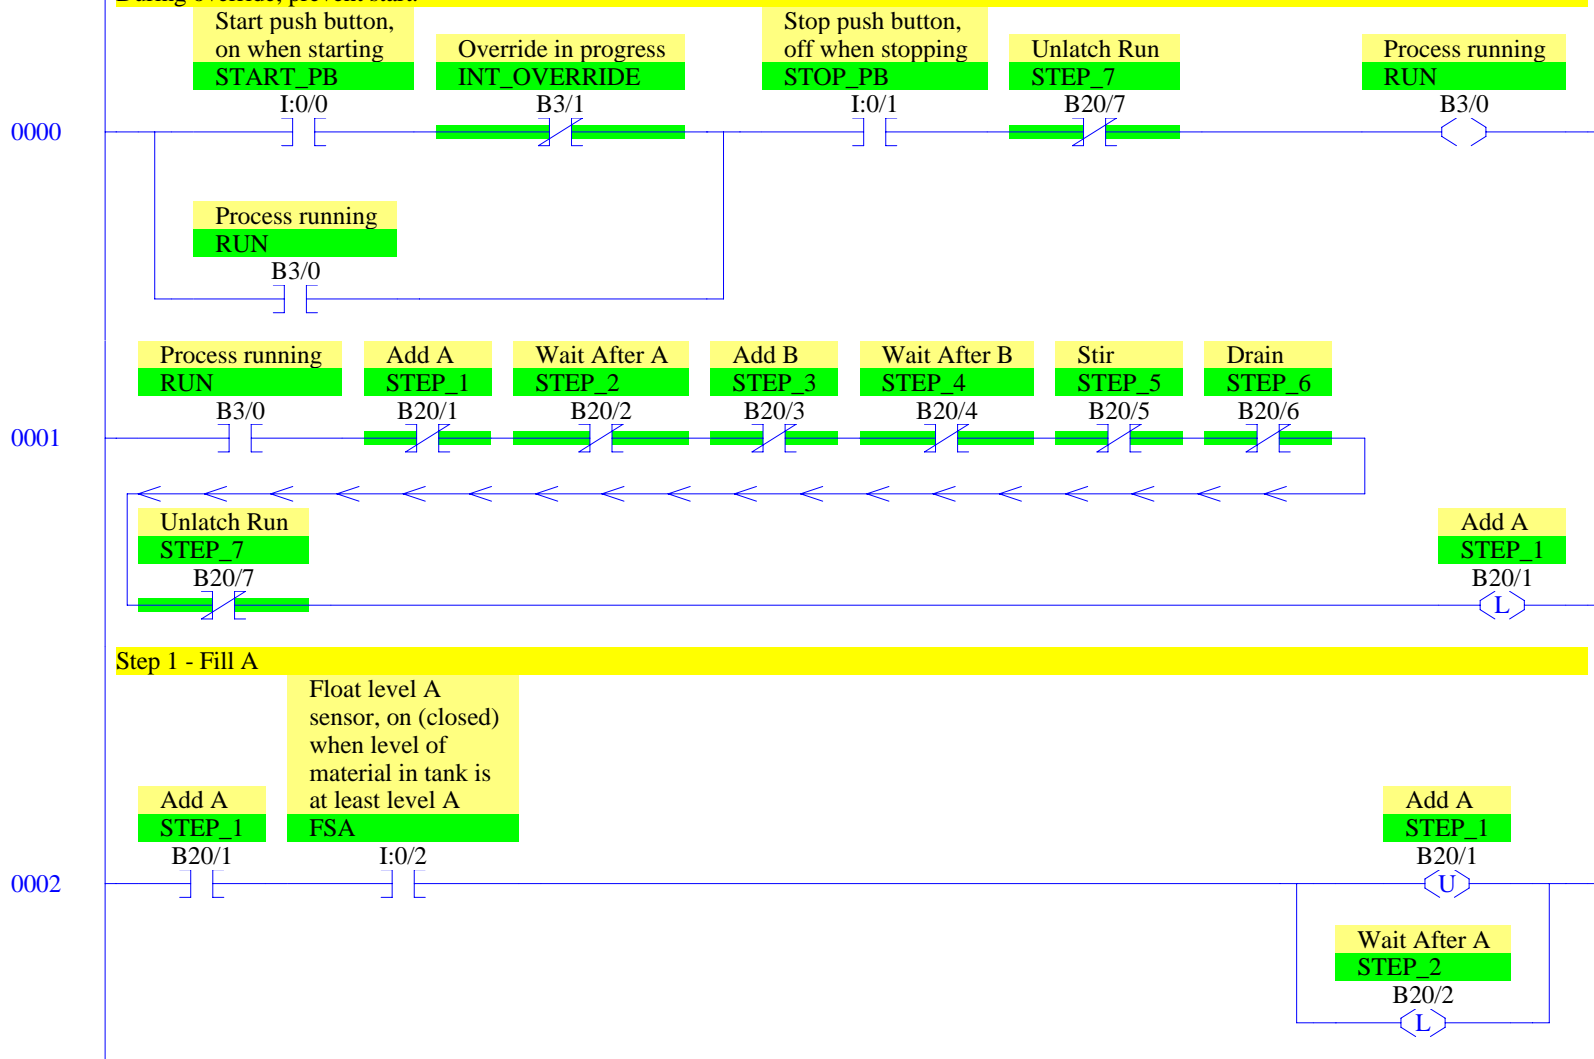 During override, prevent start.
Start push button,
on when starting
START_PB
I:0/0
Override in progress
INT_OVERRIDE
B3/1
Stop push button,
off when stopping
STOP_PB
I:0/1
Unlatch Run
STEP_7
B20/7
Process running
RUN
B3/0
0000
Process running
RUN
B3/0
Process running
RUN
B3/0
Add A
STEP_1
B20/1
Wait After A
STEP_2
B20/2
Add B
STEP_3
B20/3
Wait After B
STEP_4
B20/4
Stir
STEP_5
B20/5
Drain
STEP_6
B20/6
0001
Unlatch Run
STEP_7
B20/7
Add A
STEP_1
B20/1
L
Step 1 - Fill A
Add A
STEP_1
B20/1
Float level A
sensor, on (closed)
when level of
material in tank is
at least level A
FSA
I:0/2
Add A
STEP_1
B20/1
U
0002
Wait After A
STEP_2
B20/2
L